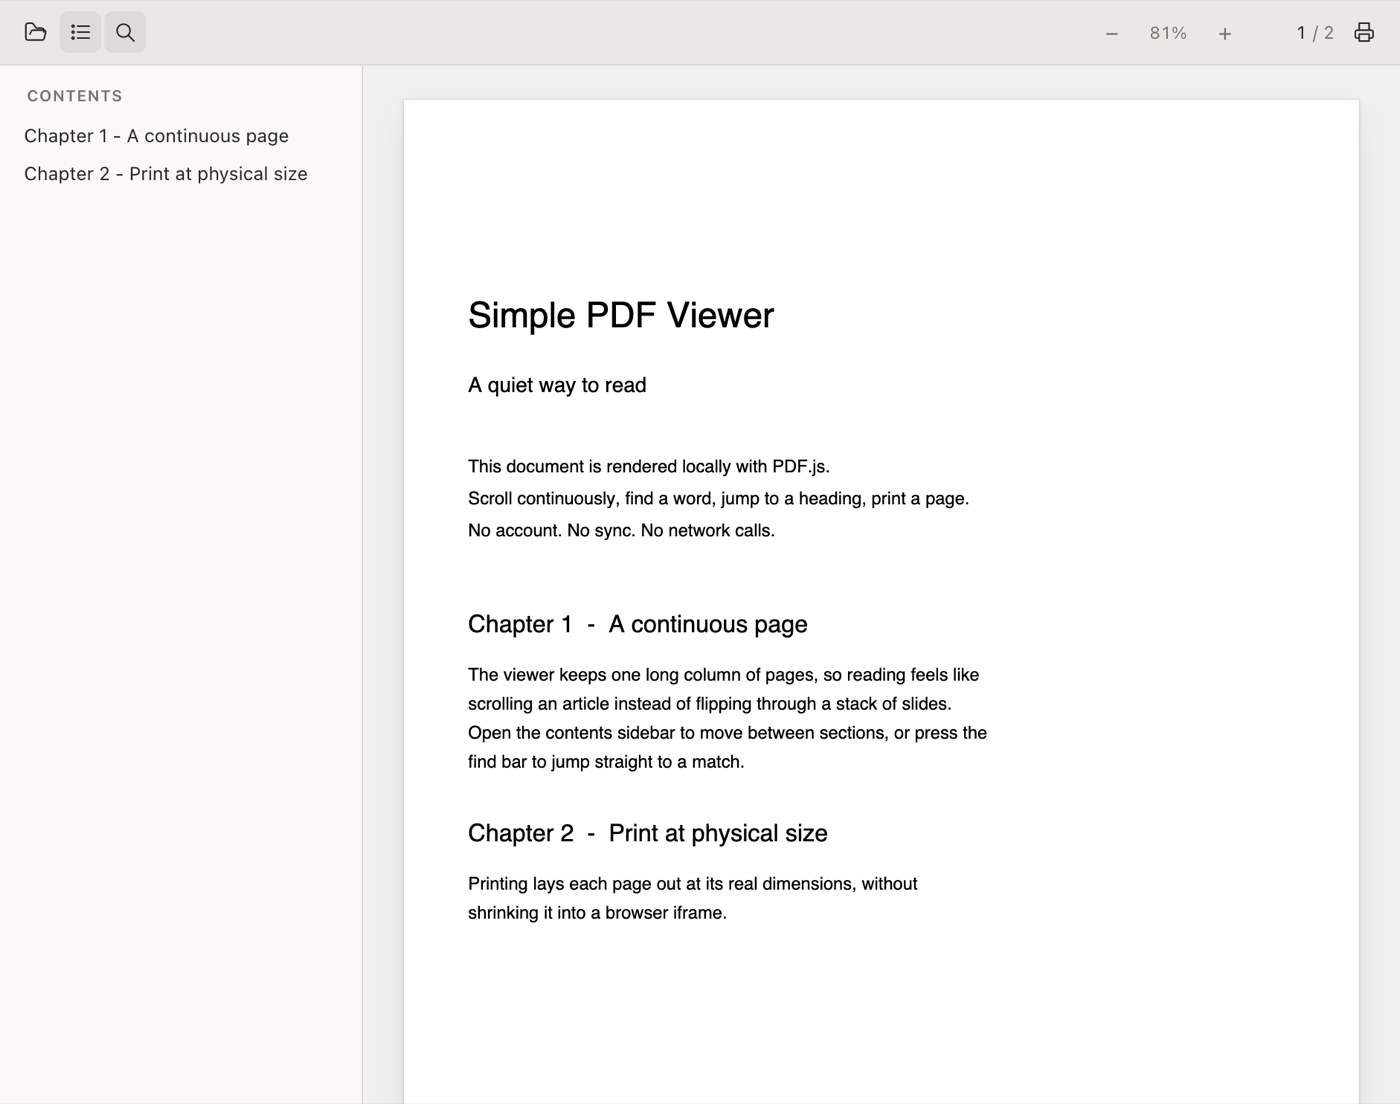 81%
1 / 2
CONTENTS
Chapter 1 - A continuous page
Chapter 2 - Print at physical size
Simple PDF Viewer
A quiet way to read
This document is rendered locally with PDF.js.
Scroll continuously, find a word, jump to a heading, print a page.
No account. No sync. No network calls.
Chapter 1 - A continuous page
The viewer keeps one long column of pages, so reading feels like
scrolling an article instead of flipping through a stack of slides.
Open the contents sidebar to move between sections, or press the
find bar to jump straight to a match.
Chapter 2 - Print at physical size
Printing lays each page out at its real dimensions, without
shrinking it into a browser iframe.